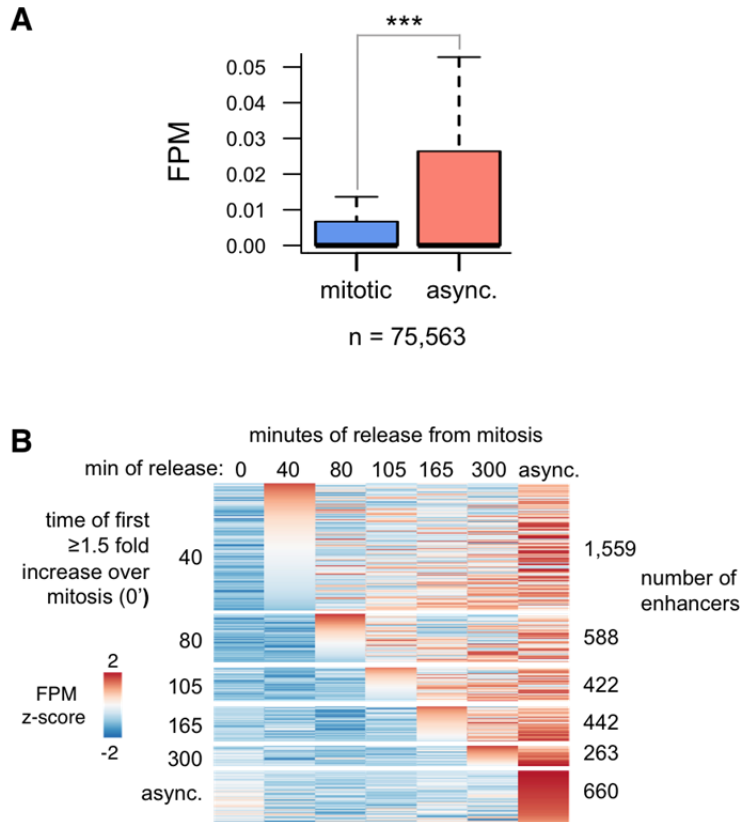 A
***
FPM
0.05
0.04
0.03
0.02
0.01
0.00
mitotic async.
n = 75,563
B
minutes of release from mitosis
min of release: 0 40 80 105 165 300 async.
time of first
≥1.5 fold
increase over
mitosis (0')
40
80
105
165
300
async.
2
FPM
z-score
-2
1,559
588
422
442
263
660
number of
enhancers